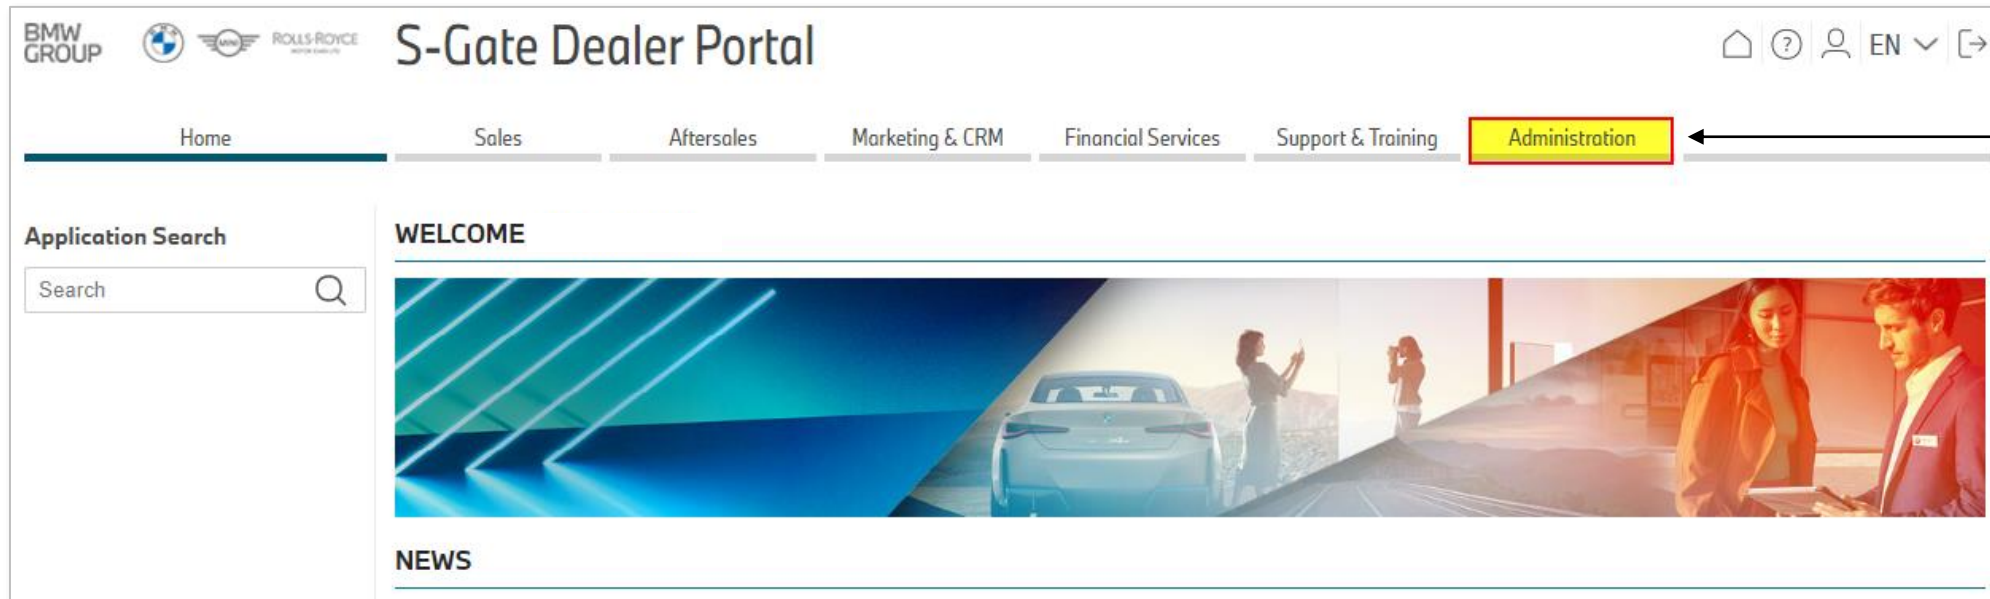 BMW
GROUP
MINI
ROLLS-ROYCE
S-Gate Dealer Portal
EN
Home
Sales
Aftersales
Marketing & CRM
Financial Services
Support & Training
Administration
Application Search
Search
WELCOME
NEWS